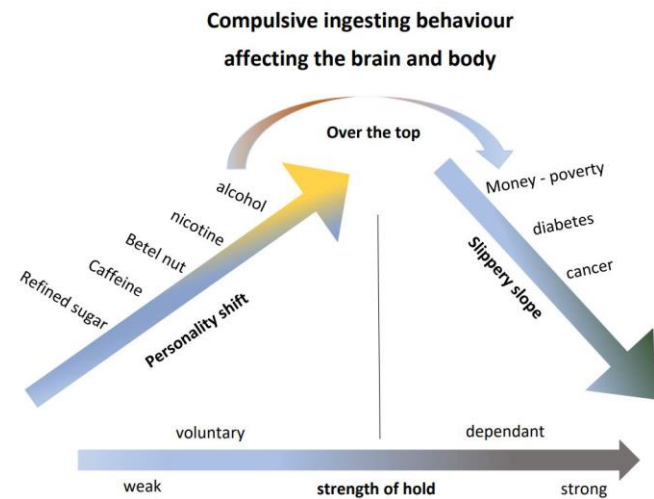 Compulsive ingesting behaviour
affecting the brain and body
Over the top
alcohol
nicotine
Betel nut
Caffeine
Refined sugar
Personality shift
Money - poverty
diabetes
cancer
Slippery slope
voluntary
dependant
weak
strength of hold
strong